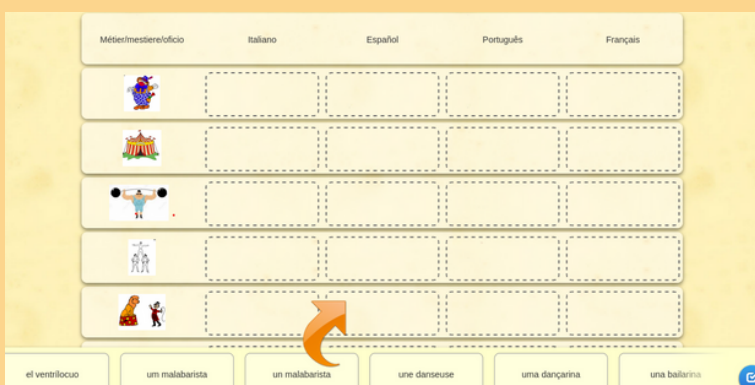 Métier/mestiere/oficio Italiano Español Português Français
el ventrilocuo um malabarista un malabarista une danseuse uma dançarina una bailarina